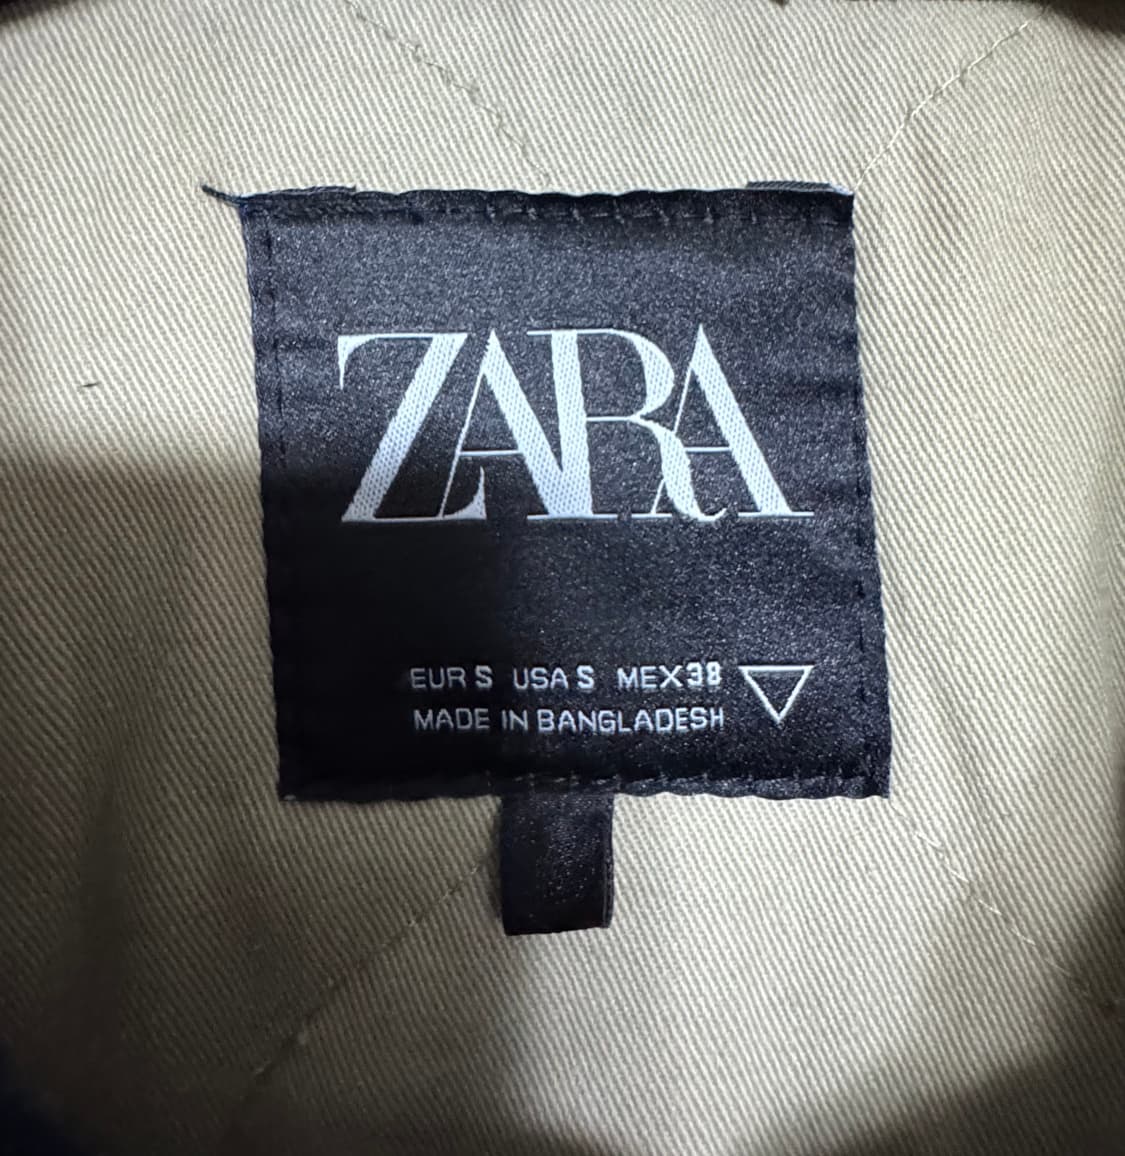 ZARA
EUR S USA S MEX 38
MADE IN BANGLADESH